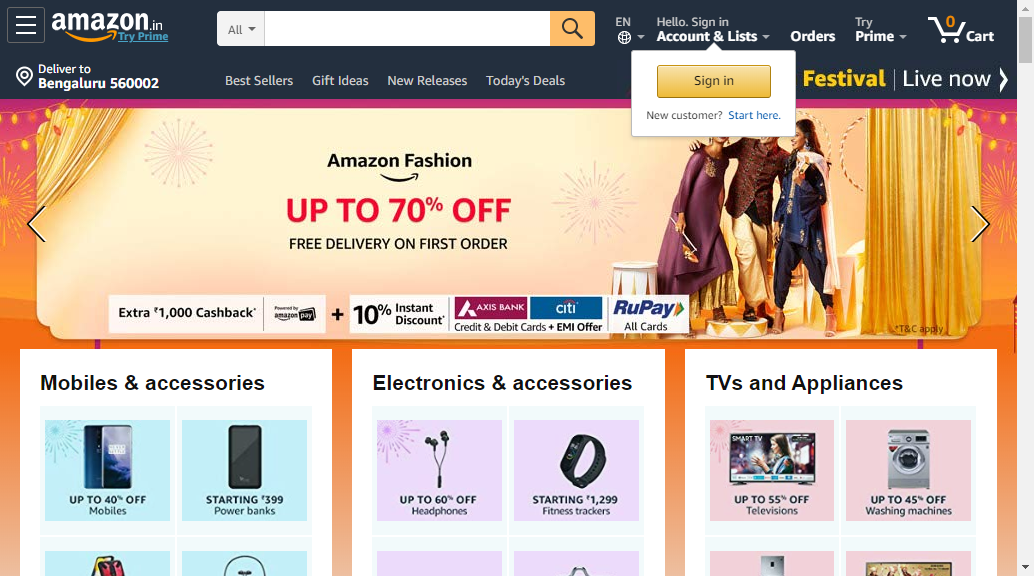 amazon.in
Try Prime
All
EN
Hello. Sign in
Account & Lists
Orders
Try
Prime
0
Cart
Deliver to
Bengaluru 560002
Best Sellers
Gift Ideas
New Releases
Today's Deals
Festival | Live now
Sign in
New customer? Start here.
Amazon Fashion
UP TO 70% OFF
FREE DELIVERY ON FIRST ORDER
Extra ₹1,000 Cashback*
Powered by
amazon pay
+
10% Instant
Discount*
AXIS BANK
citi
Credit & Debit Cards + EMI Offer
RuPay
All Cards
*T&C apply
Mobiles & accessories
UP TO 40% OFF
Mobiles
STARTING ₹399
Power banks
Electronics & accessories
UP TO 60% OFF
Headphones
STARTING ₹1,299
Fitness trackers
TVs and Appliances
SMART TV
UP TO 55% OFF
Televisions
UP TO 45% OFF
Washing machines